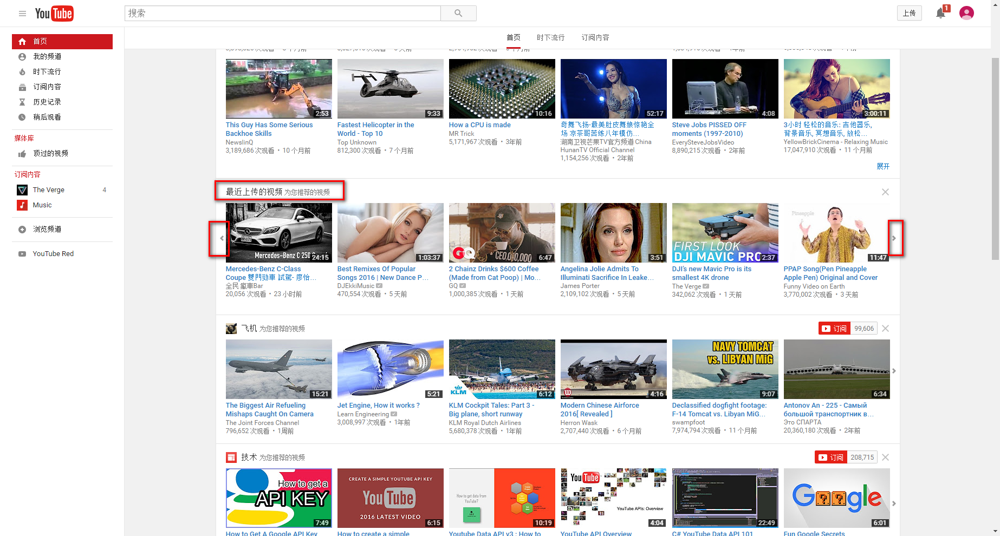 YouTube
搜索
上传
1
首页
我的频道
时下流行
订阅内容
历史记录
稍后观看
媒体库
顶过的视频
订阅内容
The Verge 4
Music
浏览频道
YouTube Red
首页 时下流行 订阅内容
2:53
This Guy Has Some Serious
Backhoe Skills
NewslinQ
3,189,686 次观看 • 10 个月前
9:33
Fastest Helicopter in the
World - Top 10
Top Unknown
812,300 次观看 • 7 个月前
10:16
How a CPU is made
MR Trick
5,171,967 次观看 • 3年前
52:17
奇舞飞扬-最美肚皮舞娘惊艳全
场 凉茶哥苦练八年模仿...
湖南卫视芒果TV官方频道 China
HunanTV Official Channel
1,154,256 次观看 • 2年前
4:08
Steve Jobs PISSED OFF
moments (1997-2010)
EverySteveJobsVideo
8,890,215 次观看 • 2年前
3:00:11
3小时 轻松的音乐: 吉他器乐,
背景音乐, 冥想音乐, 放松...
YellowBrickCinema - Relaxing Music
17,047,910 次观看 • 11 个月前
展开
最近上传的视频 为您推荐的视频
Mercedes-Benz C 250
24:15
Mercedes-Benz C-Class
Coupe 雙門勁車 試駕- 廖怡...
全民瘋車Bar
20,056 次观看 • 23 小时前
1:03:37
Best Remixes Of Popular
Songs 2016 | New Dance P...
DJEkkiMusic
470,554 次观看 • 5 天前
GQ
6:47
2 Chainz Drinks $600 Coffee
(Made from Cat Poop) | Mo...
GQ
1,000,385 次观看 • 1 天前
3:51
Angelina Jolie Admits To
Illuminati Sacrifice In Leake...
James Porter
2,109,102 次观看 • 5 天前
FIRST LOOK
DJI MAVIC PRO
2:37
DJI's new Mavic Pro is its
smallest 4K drone
The Verge
342,062 次观看 • 1 天前
Pineapple
11:47
PPAP Song(Pen Pineapple
Apple Pen) Original and Cover
Funny Video on Earth
3,770,002 次观看 • 3 天前
飞机 为您推荐的视频
订阅 99,606
15:21
The Biggest Air Refueling
Mishaps Caught On Camera
The Joint Forces Channel
796,652 次观看 • 1周前
5:21
Jet Engine, How it works ?
Learn Engineering
3,008,997 次观看 • 1年前
KLM
6:12
KLM Cockpit Tales: Part 3 -
Big plane, short runway
KLM Royal Dutch Airlines
5,680,378 次观看 • 1年前
4:16
Modern Chinese Airforce
2016[ Revealed ]
Herron Wask
2,707,440 次观看 • 6 个月前
NAVY TOMCAT
vs. LIBYAN MiG
9:07
Declassified dogfight footage:
F-14 Tomcat vs. Libyan MiG...
swampfoot
7,974,794 次观看 • 11 个月前
6:34
Antonov An - 225 - Самый
большой транспортник в...
Это СПАРТА
20,360,180 次观看 • 2年前
技术 为您推荐的视频
订阅 208,715
How to get a
API KEY
7:49
How to Get A Google API Key
CREATE A SIMPLE YOUTUBE API KEY
YouTube
2016 LATEST VIDEO
6:15
How to create a simple
How to get data from
YouTube?
10:19
Youtube Data API v3 : How to
YouTube
YouTube APIs: Overview
4:04
YouTube API Overview
22:49
C# YouTube Data API 101
G??gle
6:01
Fun Google Secrets